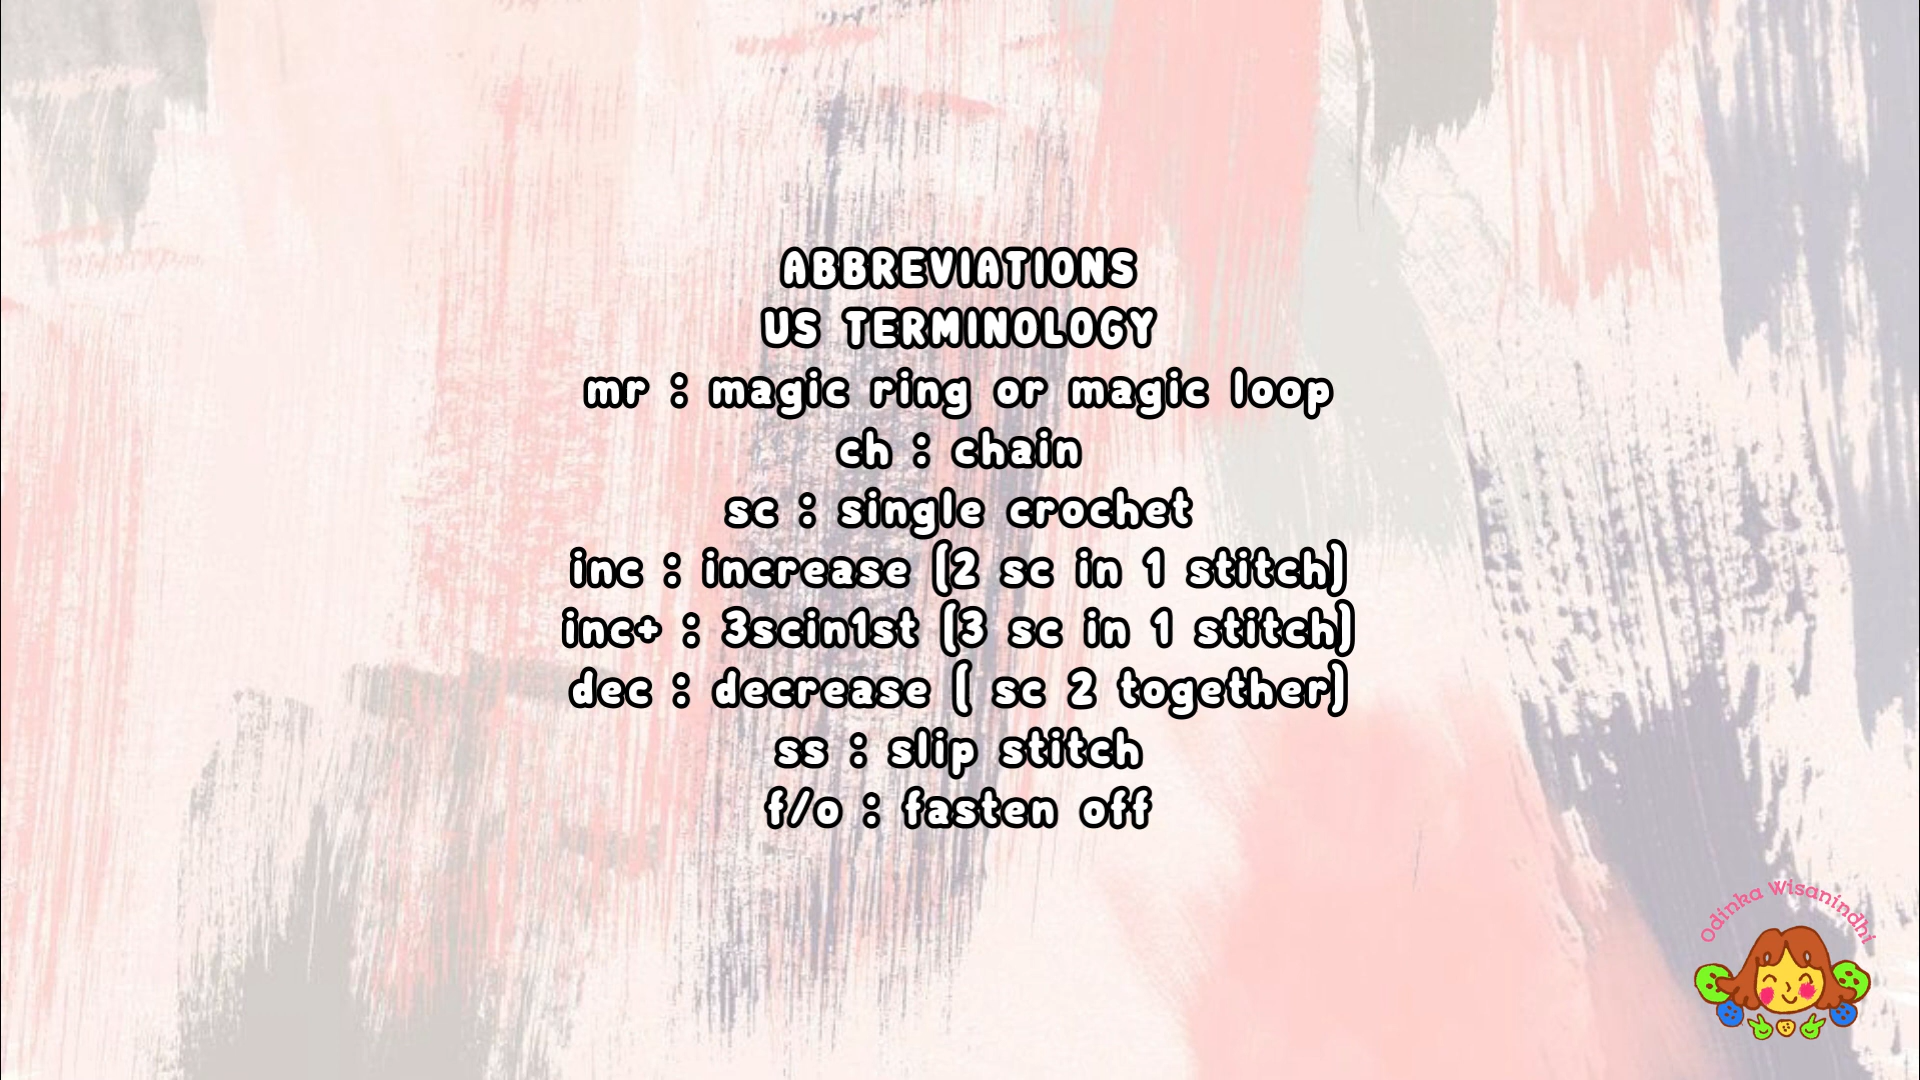 ABBREVIATIONS
US TERMINOLOGY
mr : magic ring or magic loop
ch : chain
sc : single crochet
inc : increase (2 sc in 1 stitch)
inc+ : 3scin1st (3 sc in 1 stitch)
dec : decrease ( sc 2 together)
ss : slip stitch
f/o : fasten off
Odinka Wisanindhi